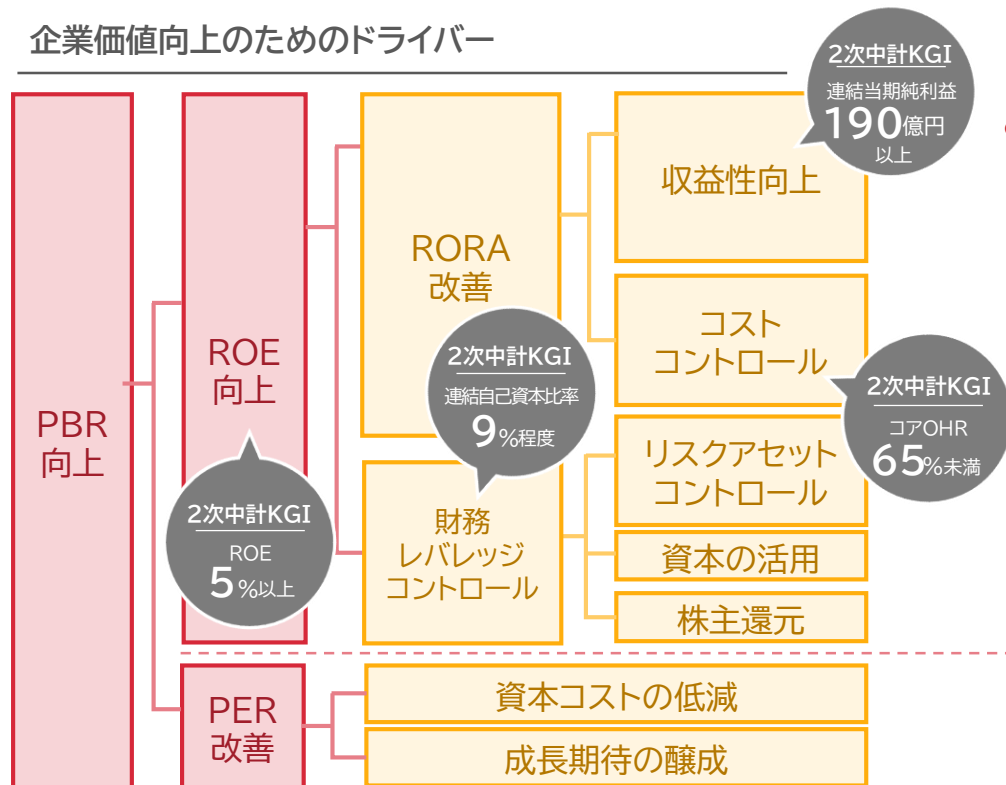 企業価値向上のためのドライバー
2次中計KGI
連結当期純利益
190億円
以上
収益性向上
RORA
改善
コスト
コントロール
2次中計KGI
連結自己資本比率
9%程度
ROE
向上
2次中計KGI
コアOHR
65%未満
PBR
向上
リスクアセット
コントロール
2次中計KGI
ROE
5%以上
財務
レバレッジ
コントロール
資本の活用
株主還元
PER
改善
資本コストの低減
成長期待の醸成